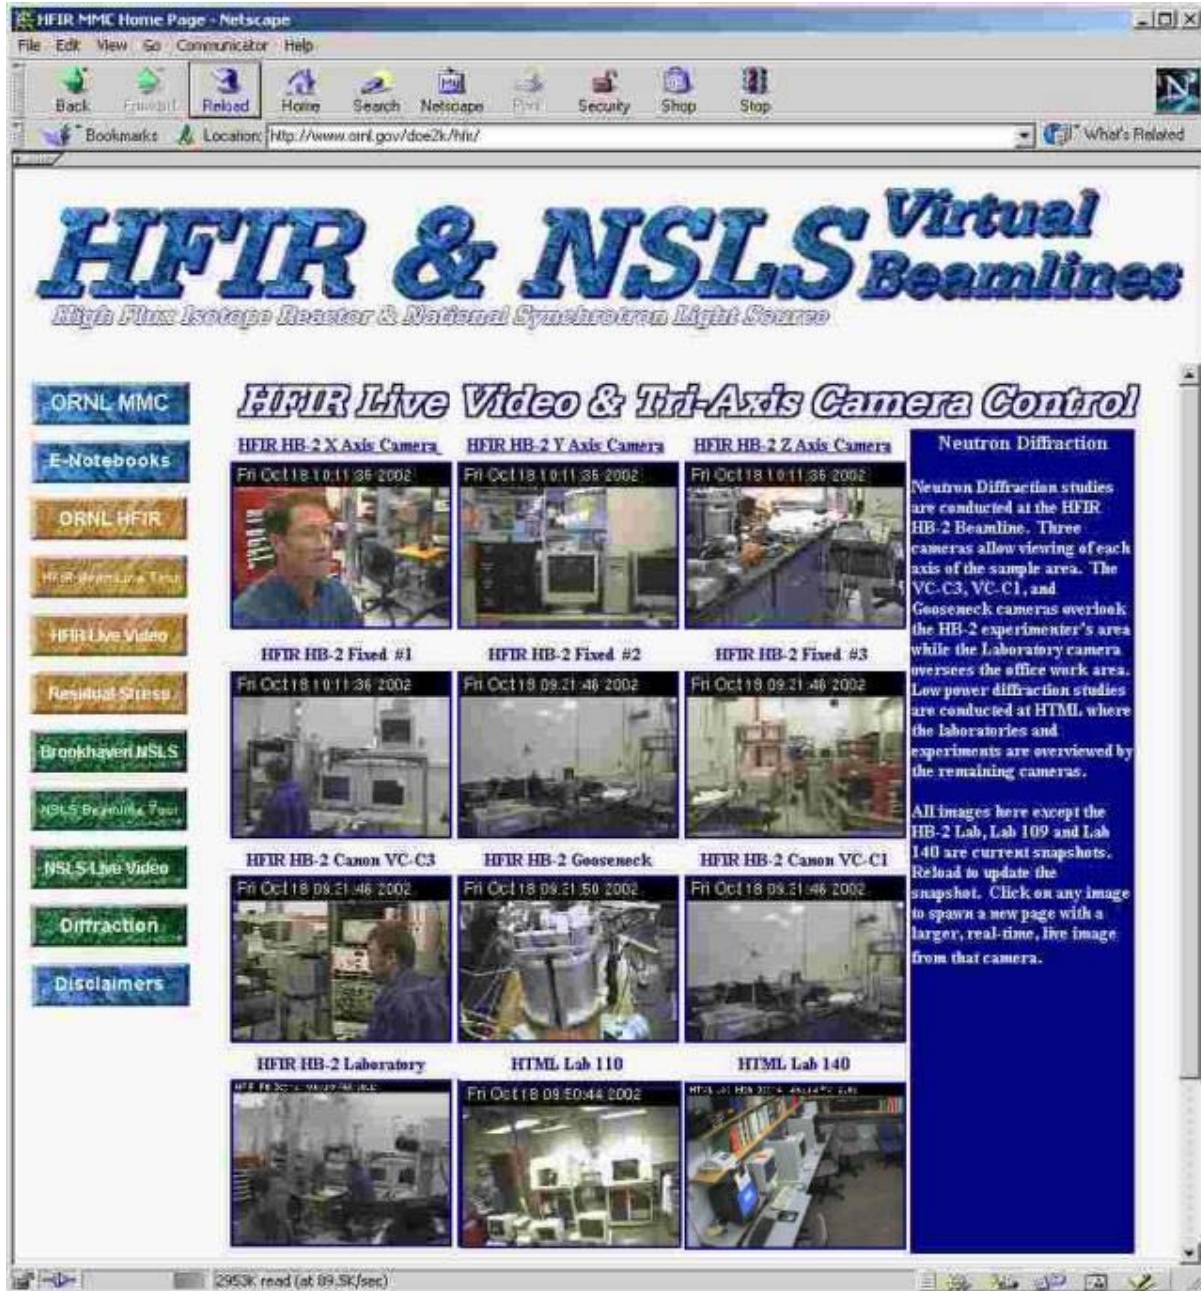 HFIR MMC Home Page - Netscape
File Edit View Go Communicator Help
Back Forward Reload Home Search Netscape Print Security Shop Stop
Bookmarks Location: http://www.ornl.gov/doe2k/hfir/ What's Related
HFIR & NSLS Virtual Beamlines
High Flux Isotope Reactor & National Synchrotron Light Source
ORNL MMC
E-Notebooks
ORNL HFIR
HFIR Beamline Tour
HFIR Live Video
Residual Stress
Brookhaven NSLS
NSLS Beamline Tour
NSLS Live Video
Diffraction
Disclaimers
HFIR Live Video & Tri-Axis Camera Control
HFIR HB-2 X Axis Camera HFIR HB-2 Y Axis Camera HFIR HB-2 Z Axis Camera
Fri Oct 18 10:11:36 2002 Fri Oct 18 10:11:36 2002 Fri Oct 18 10:11:36 2002
HFIR HB-2 Fixed #1 HFIR HB-2 Fixed #2 HFIR HB-2 Fixed #3
Fri Oct 18 10:11:36 2002 Fri Oct 18 09:21:46 2002 Fri Oct 18 09:21:46 2002
HFIR HB-2 Canon VC-C3 HFIR HB-2 Gooseneck HFIR HB-2 Canon VC-C1
Fri Oct 18 09:21:46 2002 Fri Oct 18 09:21:50 2002 Fri Oct 18 09:21:46 2002
HFIR HB-2 Laboratory HTML Lab 110 HTML Lab 140
Fri Oct 18 09:50:44 2002
Neutron Diffraction
Neutron Diffraction studies
are conducted at the HFIR
HB-2 Beamline. Three
cameras allow viewing of each
axis of the sample area. The
VC-C3, VC-C1, and
Gooseneck cameras overlook
the HB-2 experimenter's area
while the Laboratory camera
oversees the office work area.
Low power diffraction studies
are conducted at HTML where
the laboratories and
experiments are overviewed by
the remaining cameras.
All images here except the
HB-2 Lab, Lab 109 and Lab
140 are current snapshots.
Reload to update the
snapshot. Click on any image
to spawn a new page with a
larger, real-time, live image
from that camera.
2953K read (at 89.5K/sec)